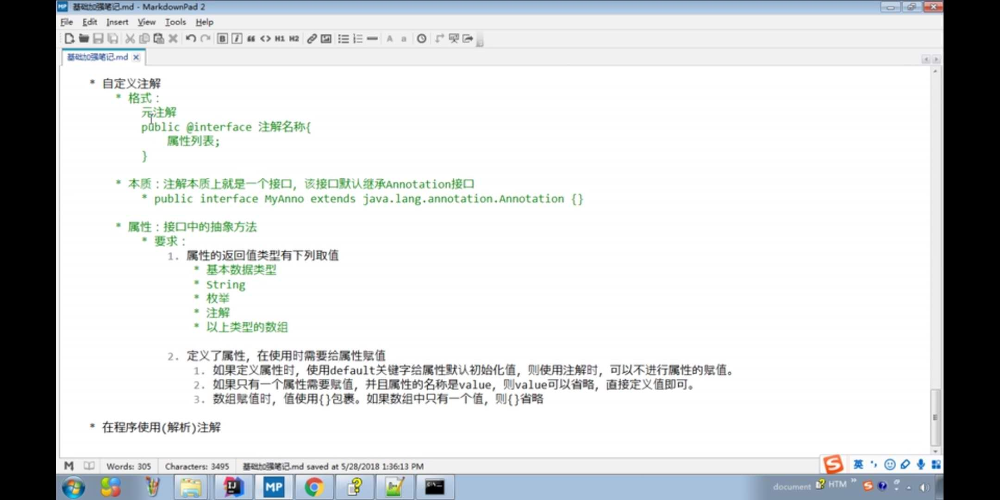 基础加强笔记.md - MarkdownPad 2
File Edit Insert View Tools Help
B i “ <> H1 H2 A a
基础加强笔记.md
* 自定义注解
* 格式：
元注解
public @interface 注解名称{
属性列表;
}
* 本质：注解本质上就是一个接口，该接口默认继承Annotation接口
* public interface MyAnno extends java.lang.annotation.Annotation {}
* 属性：接口中的抽象方法
* 要求：
1. 属性的返回值类型有下列取值
* 基本数据类型
* String
* 枚举
* 注解
* 以上类型的数组
2. 定义了属性，在使用时需要给属性赋值
1. 如果定义属性时，使用default关键字给属性默认初始化值，则使用注解时，可以不进行属性的赋值。
2. 如果只有一个属性需要赋值，并且属性的名称是value，则value可以省略，直接定义值即可。
3. 数组赋值时，值使用{}包裹。如果数组中只有一个值，则{}省略
* 在程序使用(解析)注解
Words: 305 Characters: 3495 基础加强笔记.md saved at 5/28/2018 1:36:13 PM
英
MP
document HTM